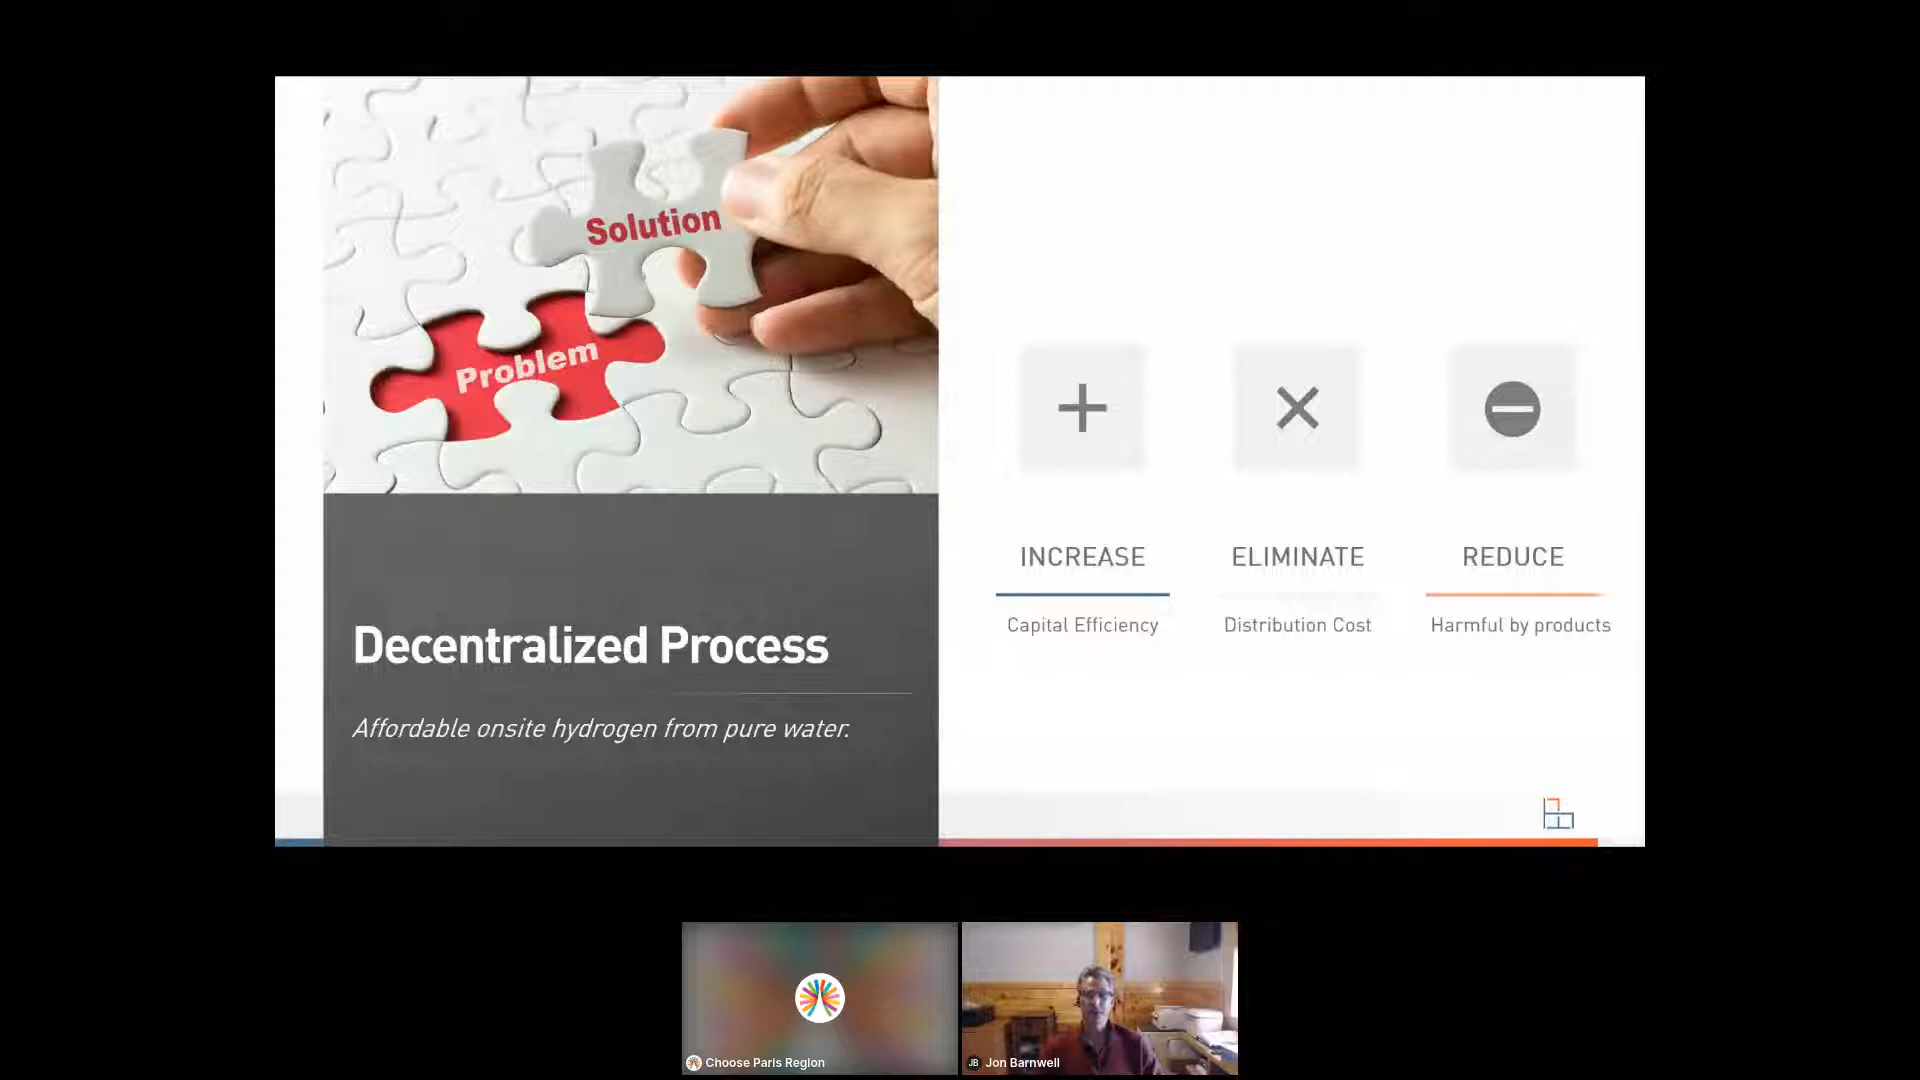 Solution
Problem
Decentralized Process
Affordable onsite hydrogen from pure water.
INCREASE
Capital Efficiency
ELIMINATE
Distribution Cost
REDUCE
Harmful by products
Choose Paris Region
JB Jon Barnwell